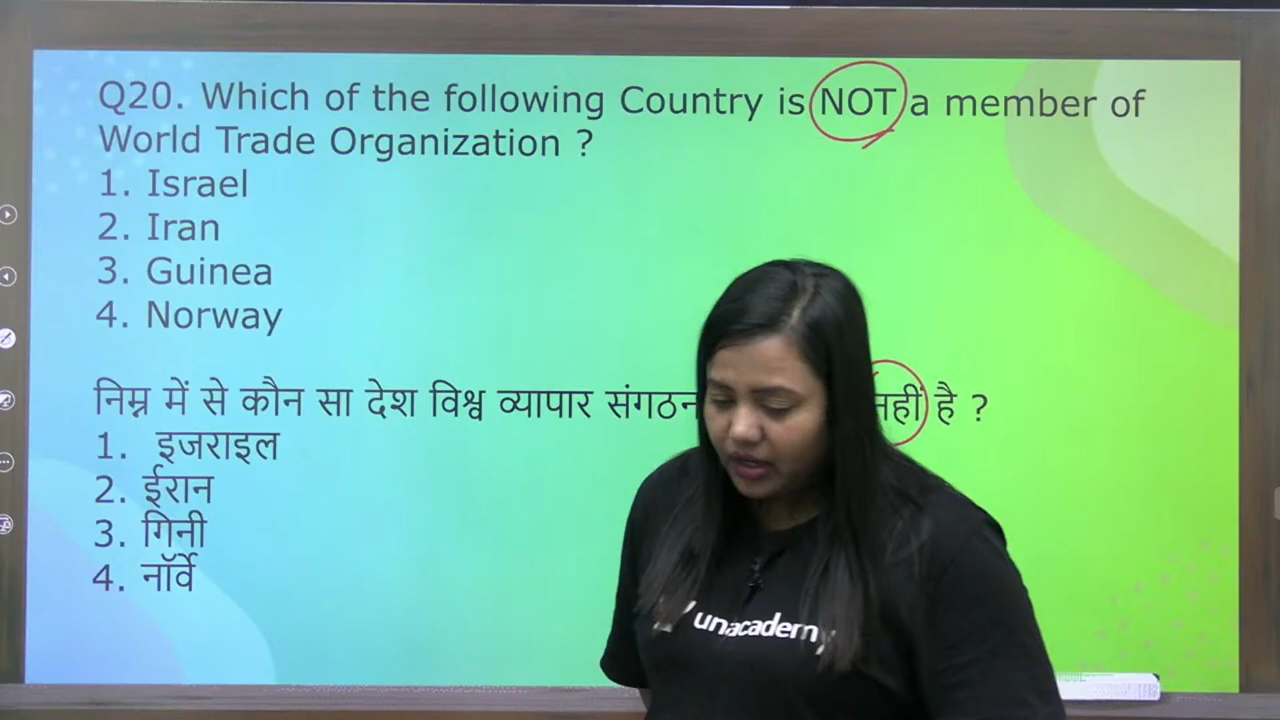 Q20. Which of the following Country is NOT a member of
World Trade Organization ?
1. Israel
2. Iran
3. Guinea
4. Norway
निम्न में से कौन सा देश विश्व व्यापार संगठन नहीं है ?
1. इजराइल
2. ईरान
3. गिनी
4. नॉर्वे
unacademy